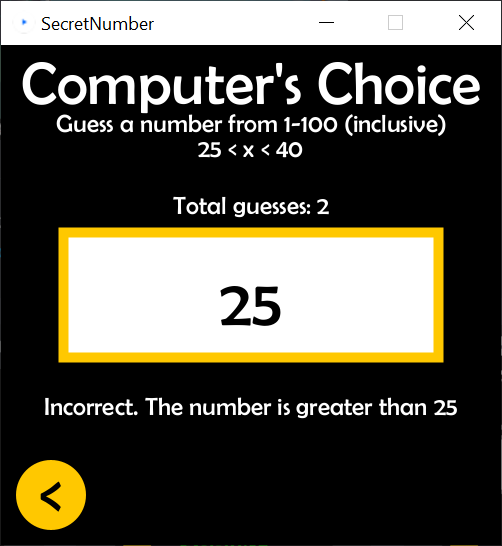 SecretNumber
Computer's Choice
Guess a number from 1-100 (inclusive)
25 < x < 40
Total guesses: 2
25
Incorrect. The number is greater than 25
<